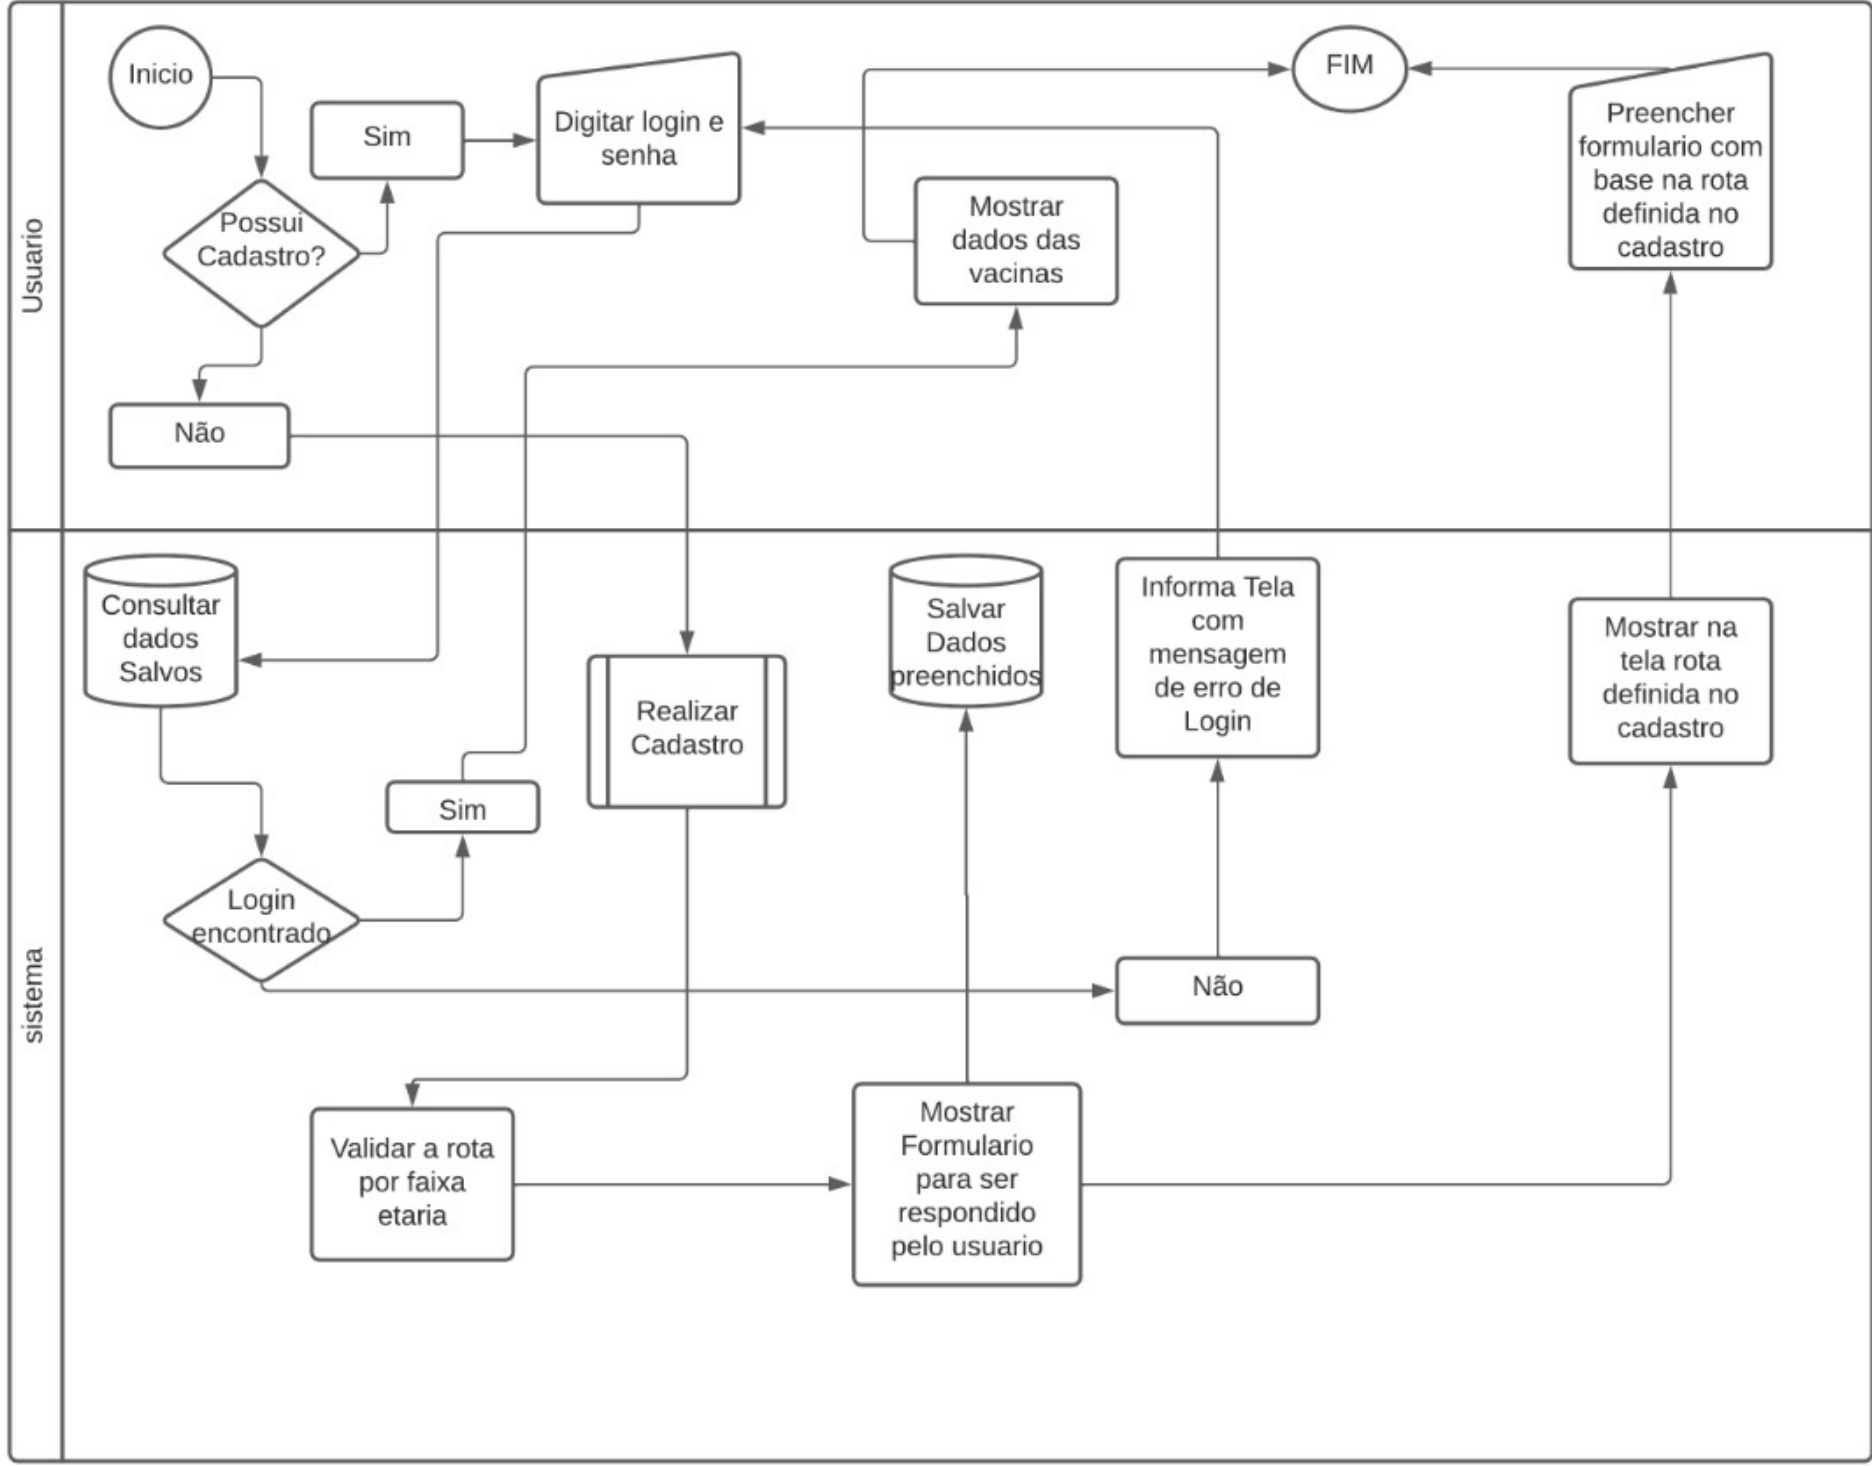 Usuario
Inicio
Sim
Possui
Cadastro?
Não
Digitar login e
senha
Mostrar
dados das
vacinas
FIM
Preencher
formulario com
base na rota
definida no
cadastro
sistema
Consultar
dados
Salvos
Login
encontrado
Sim
Realizar
Cadastro
Salvar
Dados
preenchidos
Informa Tela
com
mensagem
de erro de
Login
Não
Mostrar na
tela rota
definida no
cadastro
Validar a rota
por faixa
etaria
Mostrar
Formulario
para ser
respondido
pelo usuario